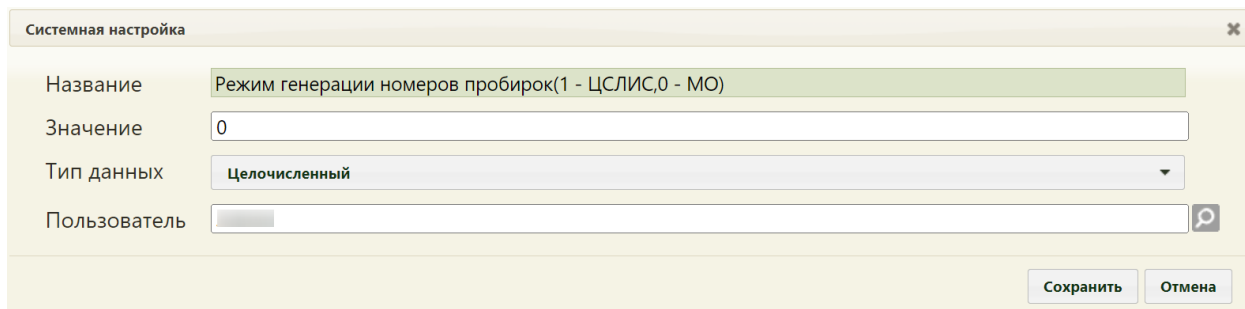 Системная настройка
Название Режим генерации номеров пробирок(1 - ЦСЛИС,0 - МО)
Значение 0
Тип данных Целочисленный
Пользователь
Сохранить Отмена